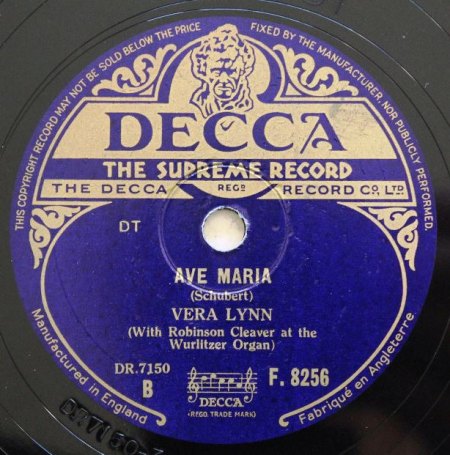 THIS COPYRIGHT RECORD MAY NOT BE SOLD BELOW THE PRICE
FIXED BY THE MANUFACTURER, NOR PUBLICLY PERFORMED.
DECCA
THE SUPREME RECORD
THE DECCA REGD RECORD CO. LTD.
DT
AVE MARIA
(Schubert)
VERA LYNN
(With Robinson Cleaver at the
Wurlitzer Organ)
DR.7150
B
F. 8256
DECCA
(REGD. TRADE MARK)
Manufactured in England
Fabriqué en Angleterre